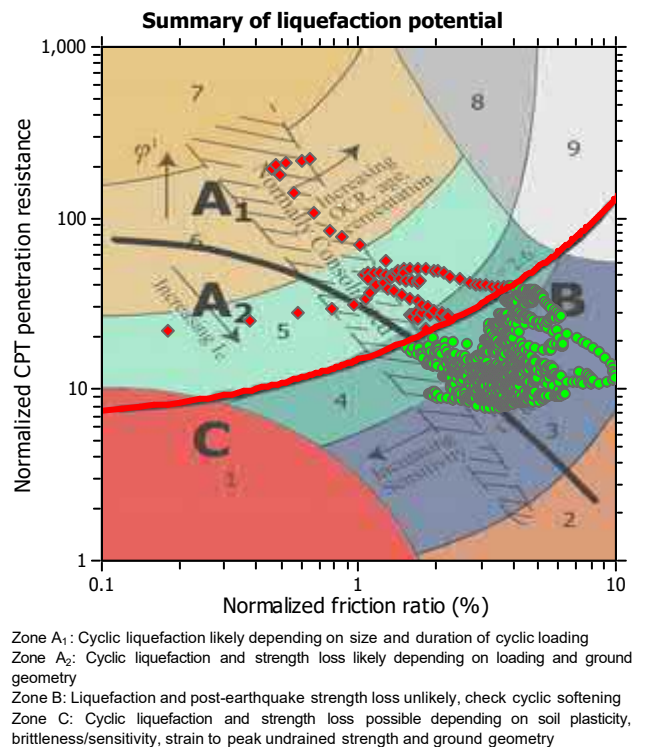 Summary of liquefaction potential
1,000
100
10
1
Normalized CPT penetration resistance
0.1
1
10
Normalized friction ratio (%)
7
8
9
φ'
A1
Increasing
OCR, age,
Normally Consolidated
6
A2
Increasing Ic
5
B
4
C
1
Increasing
Sensitivity
3
2
Zone A1: Cyclic liquefaction likely depending on size and duration of cyclic loading
Zone A2: Cyclic liquefaction and strength loss likely depending on loading and ground
geometry
Zone B: Liquefaction and post-earthquake strength loss unlikely, check cyclic softening
Zone C: Cyclic liquefaction and strength loss possible depending on soil plasticity,
brittleness/sensitivity, strain to peak undrained strength and ground geometry